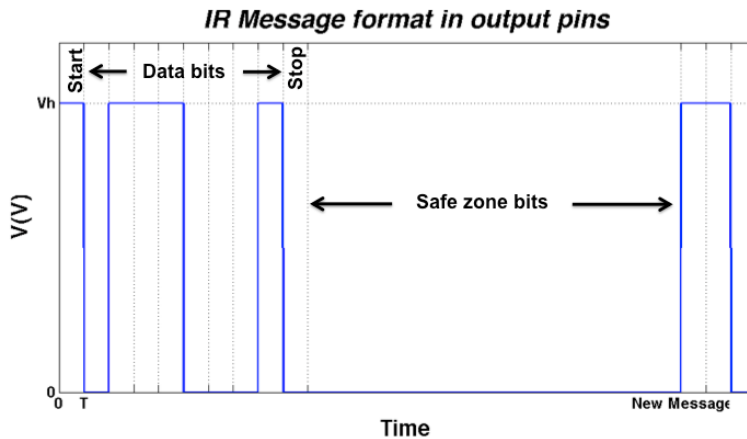 IR Message format in output pins
Start
Data bits
Stop
Vh
Safe zone bits
V(V)
0
0 T
New Message
Time